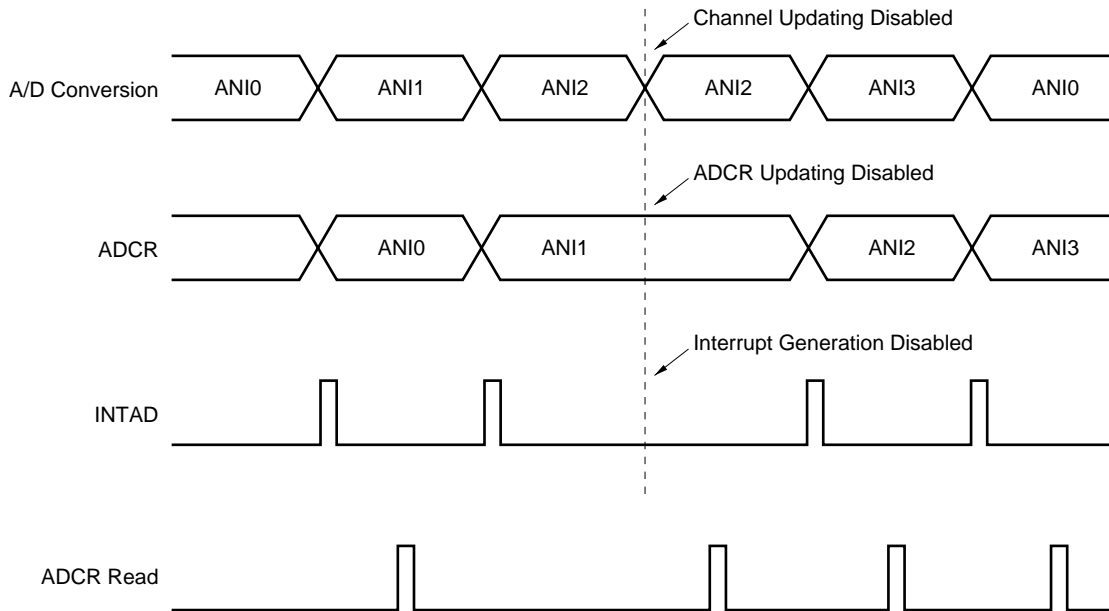 Channel Updating Disabled
A/D Conversion
ANI0
ANI1
ANI2
ANI2
ANI3
ANI0
ADCR Updating Disabled
ADCR
ANI0
ANI1
ANI2
ANI3
Interrupt Generation Disabled
INTAD
ADCR Read